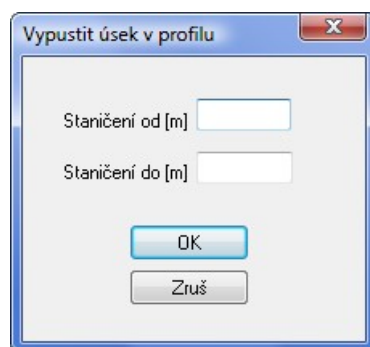 Vypustit úsek v profilu
Staničení od [m]
Staničení do [m]
OK
Zruš